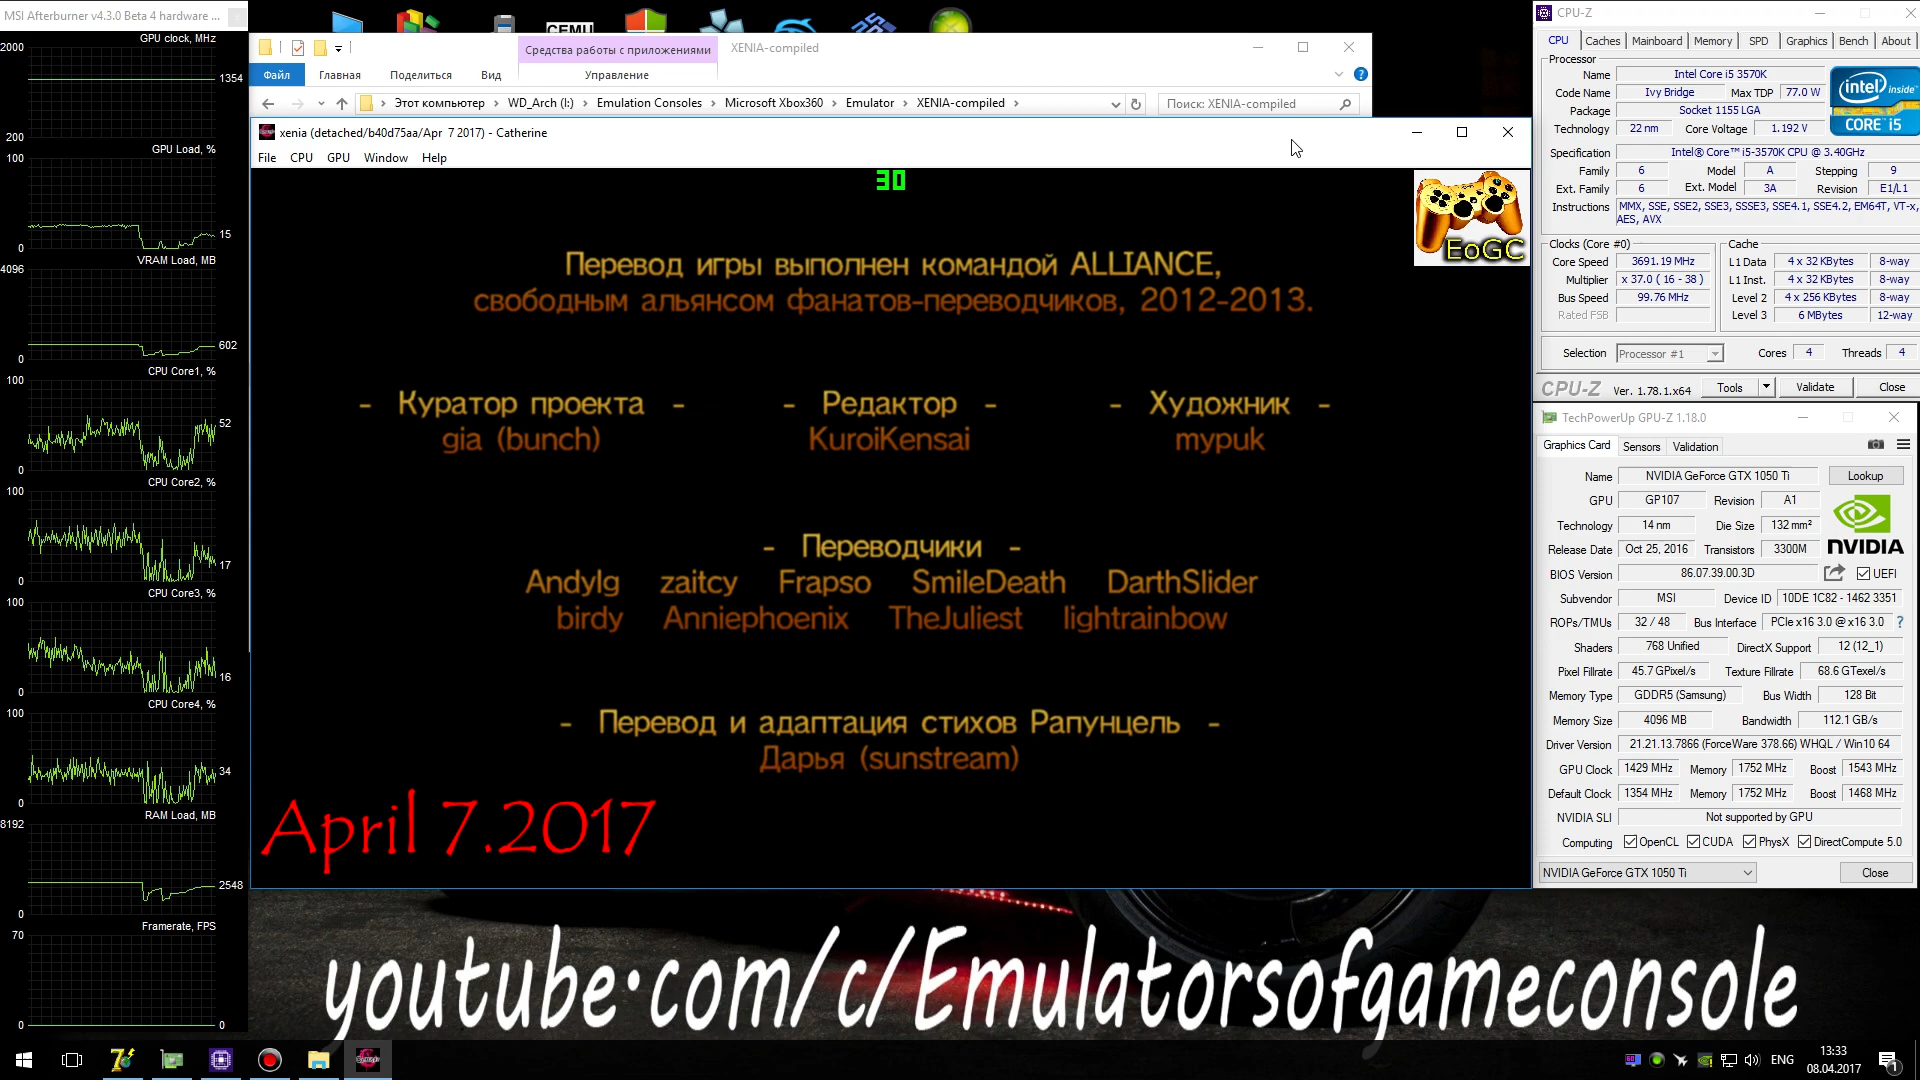 MSI Afterburner v4.3.0 Beta 4 hardware ...
GPU clock, MHz
2000
1354
200
GPU Load, %
100
15
0
VRAM Load, MB
4096
602
0
CPU Core1, %
100
52
0
CPU Core2, %
100
17
0
CPU Core3, %
100
16
0
CPU Core4, %
100
34
0
RAM Load, MB
8192
2548
0
Framerate, FPS
70
0
0
CEMU
Средства работы с приложениями
XENIA-compiled
Файл
Главная
Поделиться
Вид
Управление
Этот компьютер > WD_Arch (I:) > Emulation Consoles > Microsoft Xbox360 > Emulator > XENIA-compiled >
Поиск: XENIA-compiled
xenia (detached/b40d75aa/Apr 7 2017) - Catherine
File CPU GPU Window Help
30
EoGC
Перевод игры выполнен командой ALLIANCE,
свободным альянсом фанатов-переводчиков, 2012-2013.
- Куратор проекта - - Редактор - - Художник -
gia (bunch) KuroiKensai mypuk
- Переводчики -
AndyIg zaitcy Frapso SmileDeath DarthSlider
birdy Anniephoenix TheJuliest lightrainbow
- Перевод и адаптация стихов Рапунцель -
Дарья (sunstream)
April 7.2017
youtube.com/c/Emulatorsofgameconsole
CPU-Z
CPU Caches Mainboard Memory SPD Graphics Bench About
Processor
Name Intel Core i5 3570K
Code Name Ivy Bridge Max TDP 77.0 W
Package Socket 1155 LGA
Technology 22 nm Core Voltage 1.192 V
intel inside™
CORE i5
Specification Intel® Core™ i5-3570K CPU @ 3.40GHz
Family 6 Model A Stepping 9
Ext. Family 6 Ext. Model 3A Revision E1/L1
Instructions MMX, SSE, SSE2, SSE3, SSSE3, SSE4.1, SSE4.2, EM64T, VT-x,
AES, AVX
Clocks (Core #0)
Core Speed 3691.19 MHz
Multiplier x 37.0 ( 16 - 38 )
Bus Speed 99.76 MHz
Rated FSB
Cache
L1 Data 4 x 32 KBytes 8-way
L1 Inst. 4 x 32 KBytes 8-way
Level 2 4 x 256 KBytes 8-way
Level 3 6 MBytes 12-way
Selection Processor #1 Cores 4 Threads 4
CPU-Z Ver. 1.78.1.x64 Tools Validate Close
TechPowerUp GPU-Z 1.18.0
Graphics Card Sensors Validation
Name NVIDIA GeForce GTX 1050 Ti Lookup
GPU GP107 Revision A1
Technology 14 nm Die Size 132 mm²
Release Date Oct 25, 2016 Transistors 3300M
NVIDIA
BIOS Version 86.07.39.00.3D UEFI
Subvendor MSI Device ID 10DE 1C82 - 1462 3351
ROPs/TMUs 32 / 48 Bus Interface PCIe x16 3.0 @ x16 3.0 ?
Shaders 768 Unified DirectX Support 12 (12_1)
Pixel Fillrate 45.7 GPixel/s Texture Fillrate 68.6 GTexel/s
Memory Type GDDR5 (Samsung) Bus Width 128 Bit
Memory Size 4096 MB Bandwidth 112.1 GB/s
Driver Version 21.21.13.7866 (ForceWare 378.66) WHQL / Win10 64
GPU Clock 1429 MHz Memory 1752 MHz Boost 1543 MHz
Default Clock 1354 MHz Memory 1752 MHz Boost 1468 MHz
NVIDIA SLI Not supported by GPU
Computing OpenCL CUDA PhysX DirectCompute 5.0
NVIDIA GeForce GTX 1050 Ti Close
ENG
13:33
08.04.2017
1